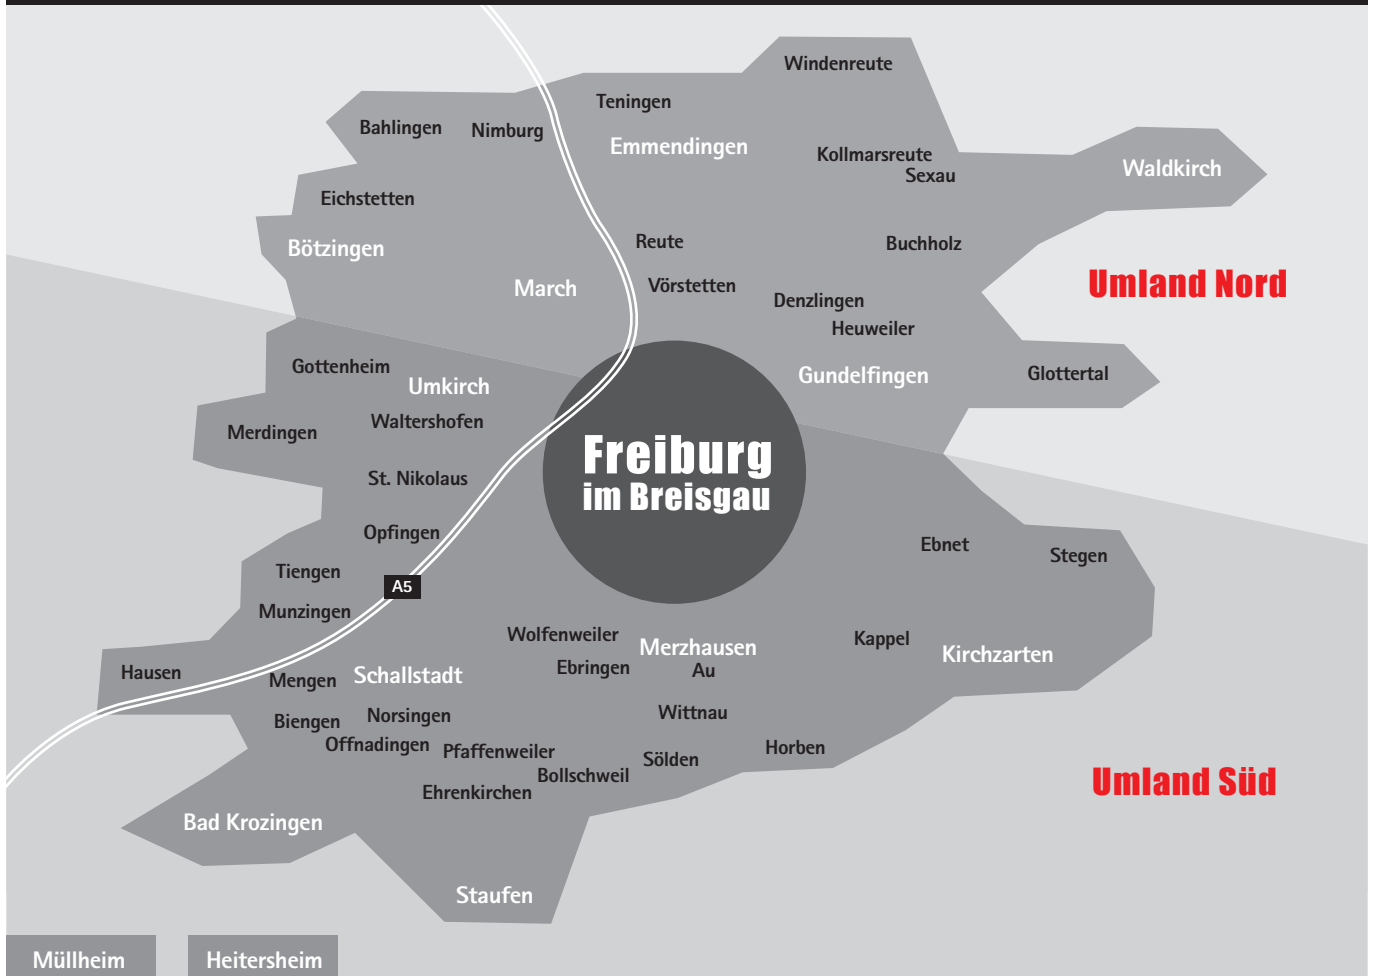 Windenreute
Teningen
Bahlingen
Nimburg
Emmendingen
Kollmarsreute
Sexau
Waldkirch
Eichstetten
Bötzingen
Reute
Buchholz
March
Vörstetten
Umland Nord
Denzlingen
Heuweiler
Gottenheim
Umkirch
Gundelfingen
Glottertal
Merdingen
Waltershofen
Freiburg
im Breisgau
St. Nikolaus
Opfingen
Ebnet
Stegen
Tiengen
A5
Munzingen
Wolfenweiler
Merzhausen
Kappel
Kirchzarten
Hausen
Mengen
Schallstadt
Ebringen
Au
Biengen
Norsingen
Wittnau
Offnadingen
Pfaffenweiler
Sölden
Horben
Bollschweil
Ehrenkirchen
Umland Süd
Bad Krozingen
Staufen
Müllheim
Heitersheim